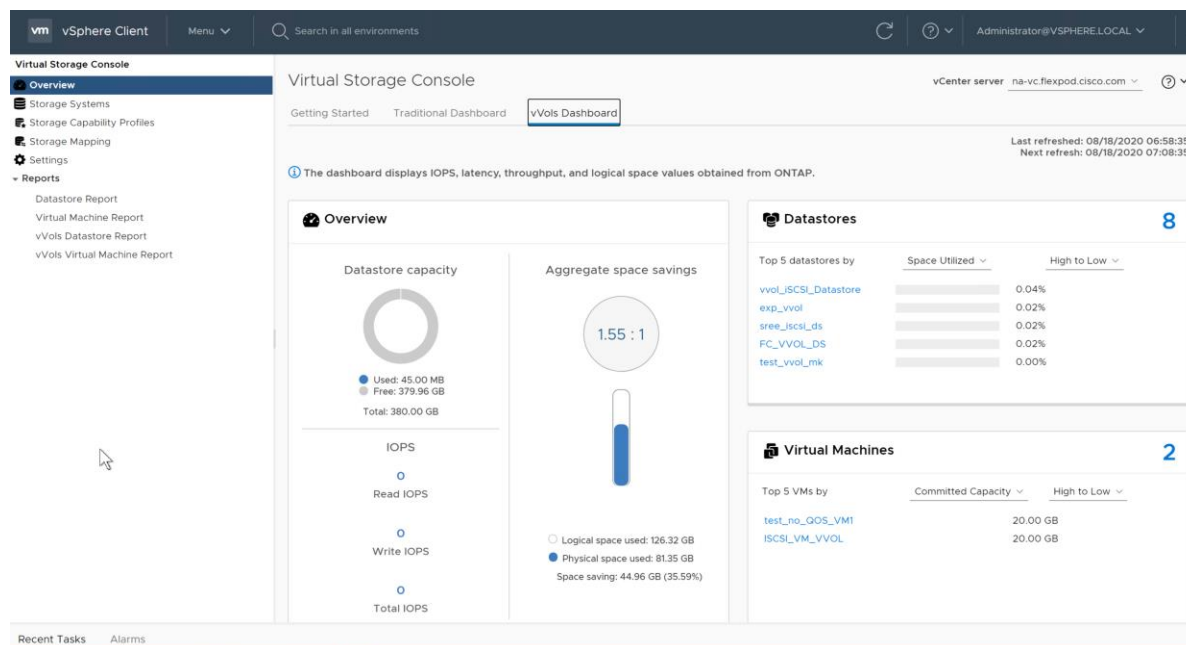 vm vSphere Client Menu Search in all environments Administrator@VSPHERE.LOCAL
Virtual Storage Console
Overview
Storage Systems
Storage Capability Profiles
Storage Mapping
Settings
Reports
Datastore Report
Virtual Machine Report
vVols Datastore Report
vVols Virtual Machine Report
Virtual Storage Console
vCenter server na-vc.flexpod.cisco.com
Getting Started Traditional Dashboard vVols Dashboard
Last refreshed: 08/18/2020 06:58:35
Next refresh: 08/18/2020 07:08:35
The dashboard displays IOPS, latency, throughput, and logical space values obtained from ONTAP.
Overview
Datastore capacity
Used: 45.00 MB
Free: 379.96 GB
Total: 380.00 GB
IOPS
0
Read IOPS
0
Write IOPS
0
Total IOPS
Aggregate space savings
1.55 : 1
Logical space used: 126.32 GB
Physical space used: 81.35 GB
Space saving: 44.96 GB (35.59%)
Datastores 8
Top 5 datastores by Space Utilized High to Low
vvol_iSCSI_Datastore 0.04%
exp_vvol 0.02%
sree_iscsi_ds 0.02%
FC_VVOL_DS 0.02%
test_vvol_mk 0.00%
Virtual Machines 2
Top 5 VMs by Committed Capacity High to Low
test_no_QOS_VM1 20.00 GB
ISCSI_VM_VVOL 20.00 GB
Recent Tasks Alarms